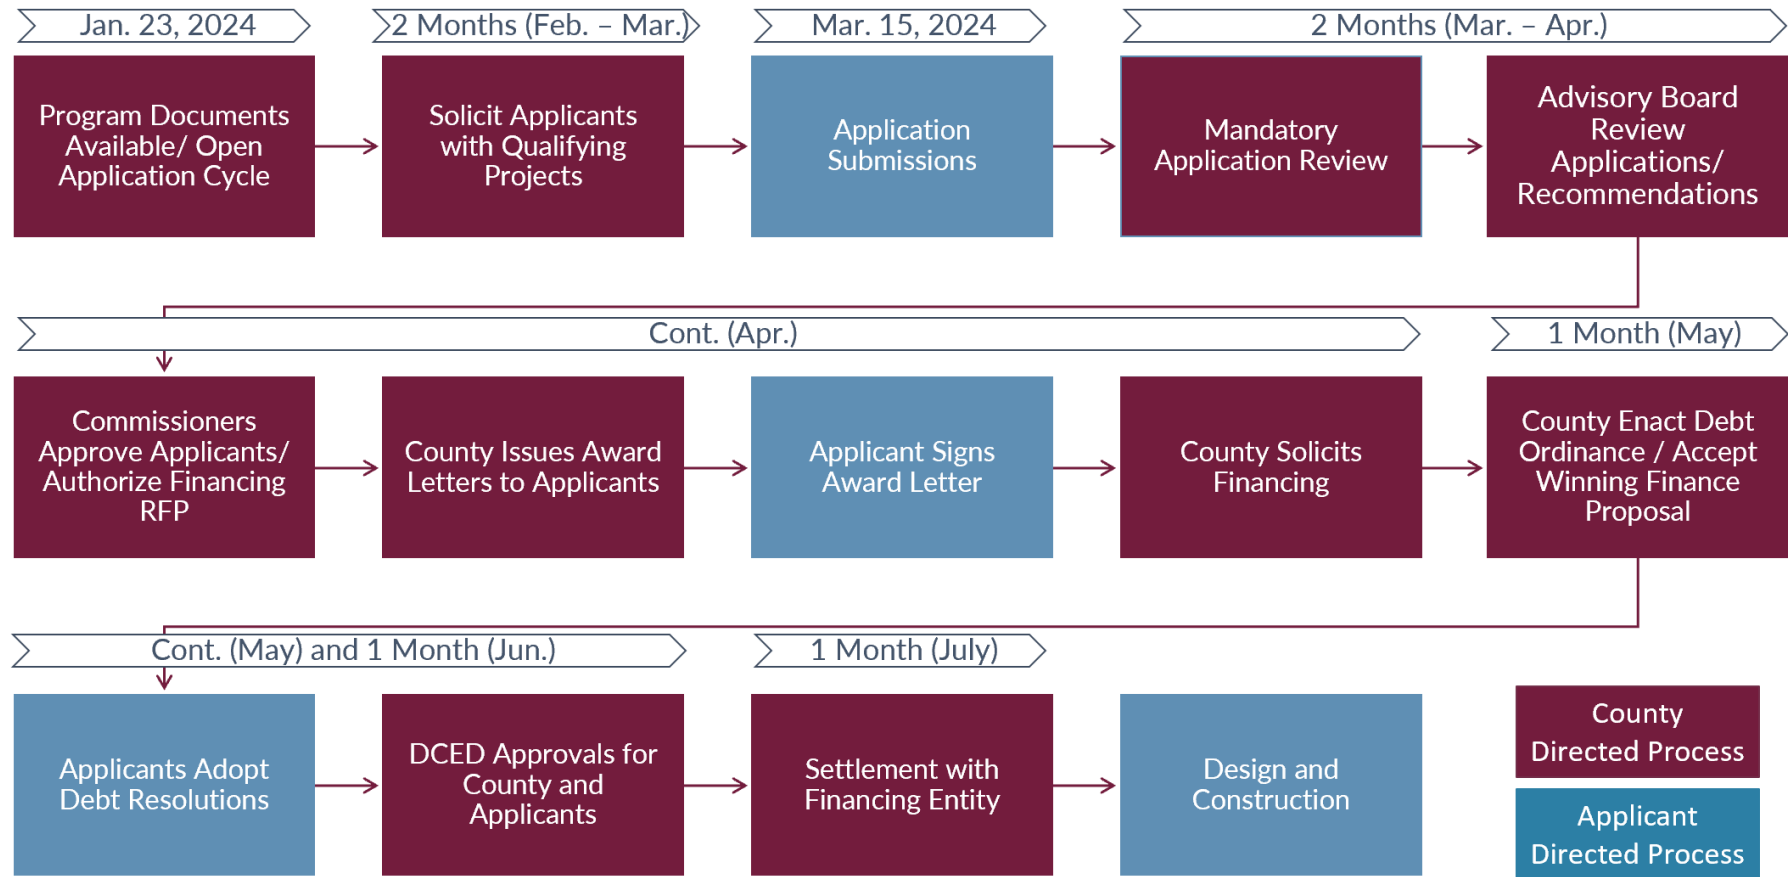 Jan. 23, 2024
2 Months (Feb. – Mar.)
Mar. 15, 2024
2 Months (Mar. – Apr.)
Program Documents
Available/ Open
Application Cycle
Solicit Applicants
with Qualifying
Projects
Application
Submissions
Mandatory
Application Review
Advisory Board
Review
Applications/
Recommendations
Cont. (Apr.)
1 Month (May)
Commissioners
Approve Applicants/
Authorize Financing
RFP
County Issues Award
Letters to Applicants
Applicant Signs
Award Letter
County Solicits
Financing
County Enact Debt
Ordinance / Accept
Winning Finance
Proposal
Cont. (May) and 1 Month (Jun.)
1 Month (July)
Applicants Adopt
Debt Resolutions
DCED Approvals for
County and
Applicants
Settlement with
Financing Entity
Design and
Construction
County
Directed Process
Applicant
Directed Process